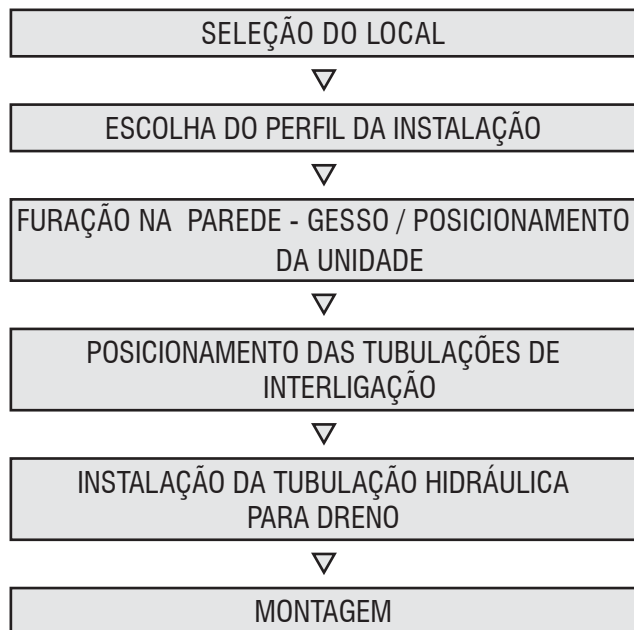 SELEÇÃO DO LOCAL
ESCOLHA DO PERFIL DA INSTALAÇÃO
FURAÇÃO NA PAREDE - GESSO / POSICIONAMENTO
DA UNIDADE
POSICIONAMENTO DAS TUBULAÇÕES DE
INTERLIGAÇÃO
INSTALAÇÃO DA TUBULAÇÃO HIDRÁULICA
PARA DRENO
MONTAGEM